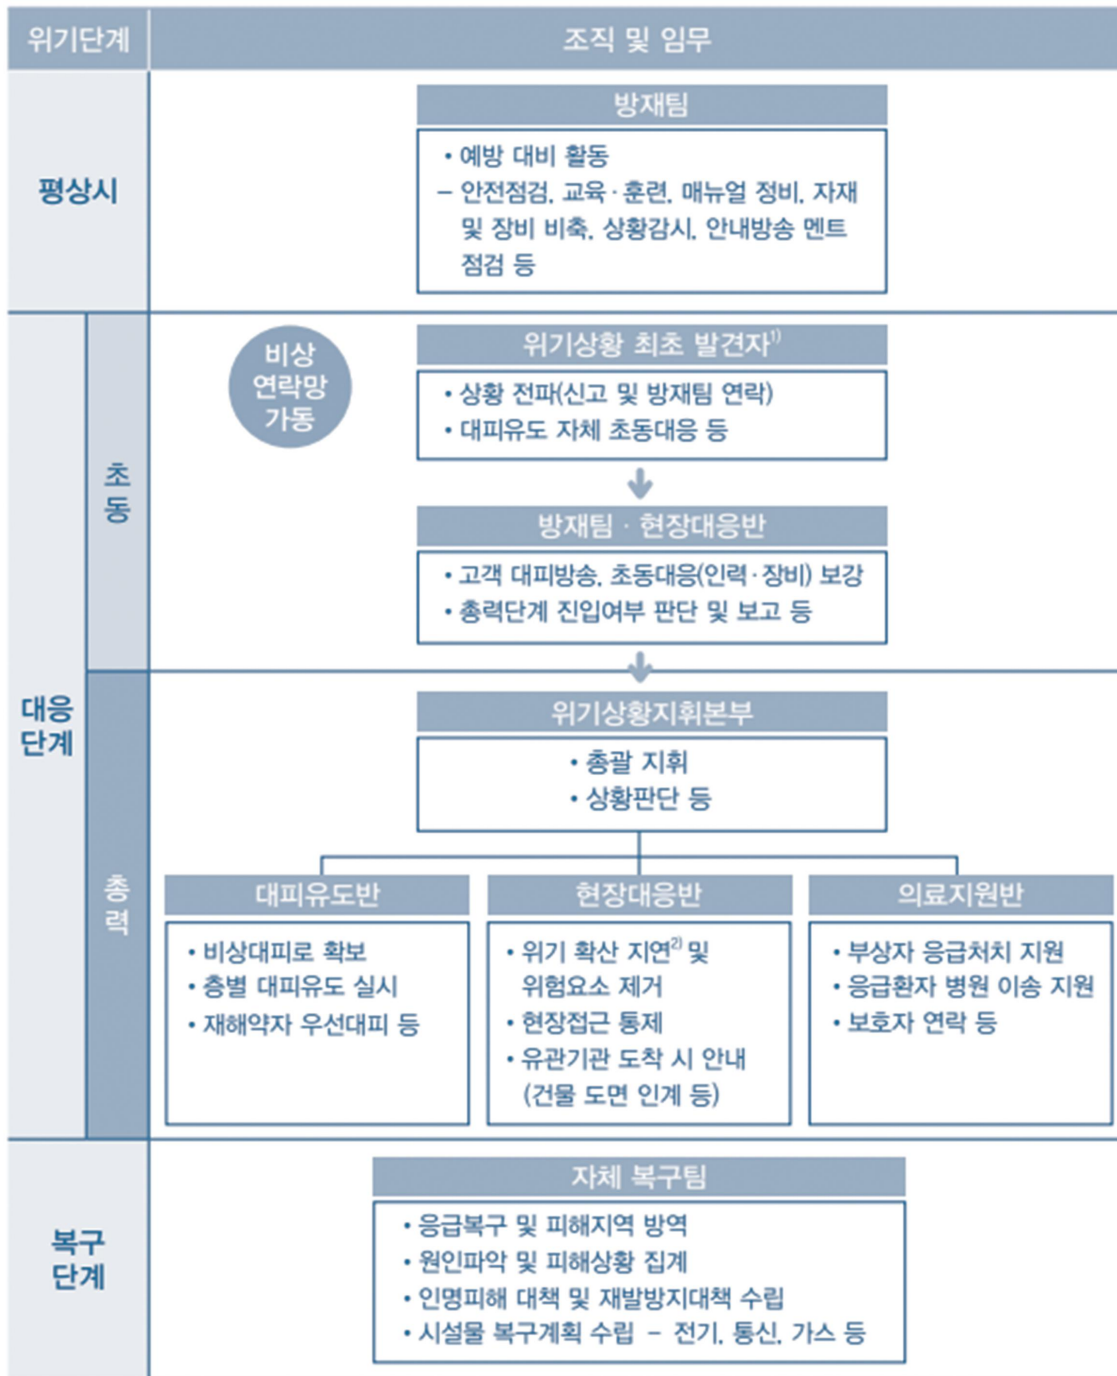 위기단계 조직 및 임무
평상시
방재팀
• 예방 대비 활동
– 안전점검, 교육·훈련, 매뉴얼 정비, 자재
및 장비 비축, 상황감시, 안내방송 멘트
점검 등
대응
단계
초
동
비상
연락망
가동
위기상황 최초 발견자1)
• 상황 전파(신고 및 방재팀 연락)
• 대피유도 자체 초동대응 등
방재팀 · 현장대응반
• 고객 대피방송, 초동대응(인력·장비) 보강
• 총력단계 진입여부 판단 및 보고 등
총
력
위기상황지휘본부
• 총괄 지휘
• 상황판단 등
대피유도반
• 비상대피로 확보
• 층별 대피유도 실시
• 재해약자 우선대피 등
현장대응반
• 위기 확산 지연2) 및
위험요소 제거
• 현장접근 통제
• 유관기관 도착 시 안내
(건물 도면 인계 등)
의료지원반
• 부상자 응급처치 지원
• 응급환자 병원 이송 지원
• 보호자 연락 등
복구
단계
자체 복구팀
• 응급복구 및 피해지역 방역
• 원인파악 및 피해상황 집계
• 인명피해 대책 및 재발방지대책 수립
• 시설물 복구계획 수립 – 전기, 통신, 가스 등